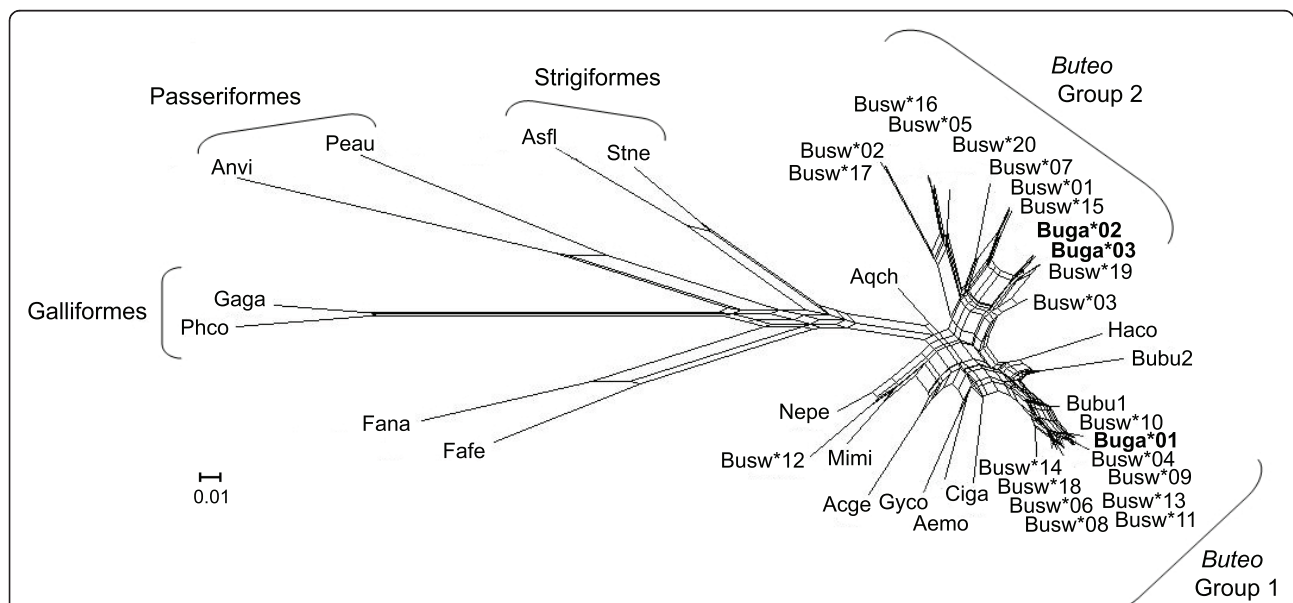 Buteo
Group 2
Strigiformes
Passeriformes
Busw*16
Busw*05
Asfl
Peau
Stne
Busw*20
Busw*02
Anvi
Busw*07
Busw*17
Busw*01
Busw*15
Buga*02
Buga*03
Aqch
Busw*19
Gaga
Busw*03
Galliformes
Phco
Haco
Bubu2
Nepe
Bubu1
Fana
Busw*10
Buga*01
Fafe
Busw*12
Mimi
Busw*04
Busw*14
Busw*09
0.01
Acge
Gyco
Ciga
Busw*18
Aemo
Busw*06
Busw*13
Busw*08
Busw*11
Buteo
Group 1